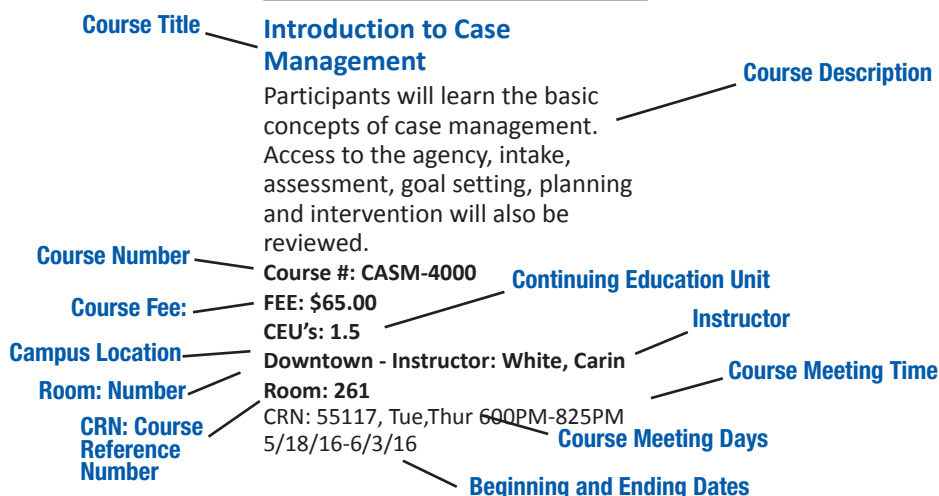 Course Title
Introduction to Case
Management
Course Description
Participants will learn the basic
concepts of case management.
Access to the agency, intake,
assessment, goal setting, planning
and intervention will also be
reviewed.
Course Number
Course #: CASM-4000
Continuing Education Unit
Course Fee:
FEE: $65.00
CEU's: 1.5
Instructor
Campus Location
Downtown - Instructor: White, Carin
Course Meeting Time
Room: Number
Room: 261
CRN: Course
Reference
Number
CRN: 55117, Tue,Thur 600PM-825PM
Course Meeting Days
5/18/16-6/3/16
Beginning and Ending Dates